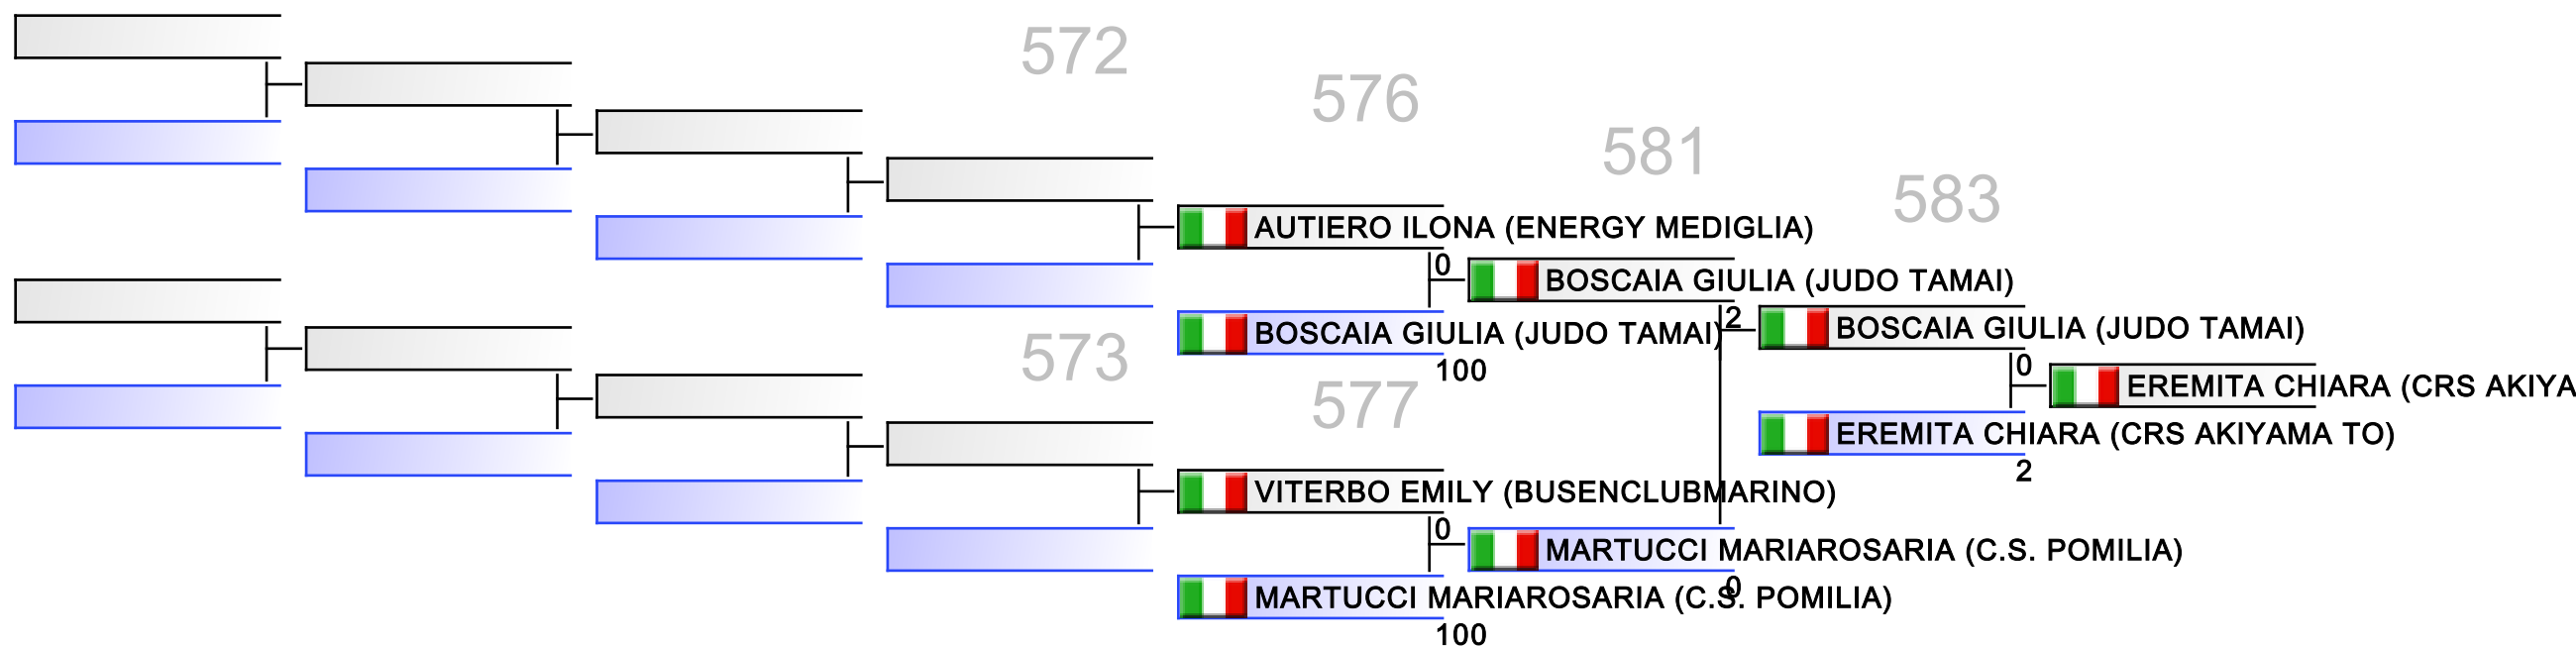 572
576
581
583
AUTIERO ILONA (ENERGY MEDIGLIA)
0
BOSCAIA GIULIA (JUDO TAMAI)
2
BOSCAIA GIULIA (JUDO TAMAI)
BOSCAIA GIULIA (JUDO TAMAI)
100
0
EREMITA CHIARA (CRS AKIYA
573
577
EREMITA CHIARA (CRS AKIYAMA TO)
2
VITERBO EMILY (BUSENCLUBMARINO)
0
MARTUCCI MARIAROSARIA (C.S. POMILIA)
0
MARTUCCI MARIAROSARIA (C.S. POMILIA)
100